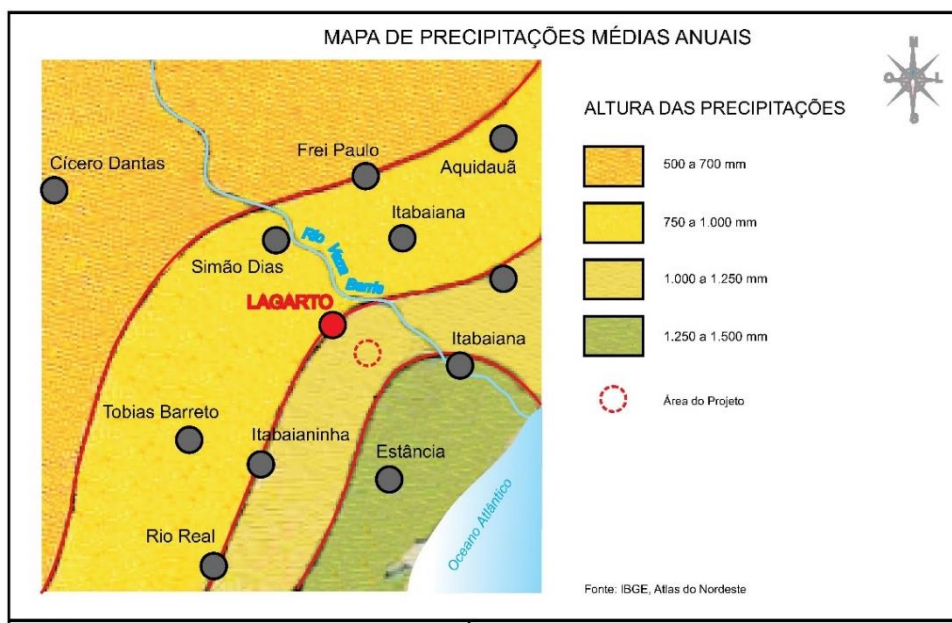 MAPA DE PRECIPITAÇÕES MÉDIAS ANUAIS
N
O
L
S
Cícero Dantas
Frei Paulo
Aquidauã
Itabaiana
Simão Dias
Rio Vaza Barris
LAGARTO
Itabaiana
Tobias Barreto
Itabaianinha
Estância
Rio Real
Oceano Atlântico
ALTURA DAS PRECIPITAÇÕES
500 a 700 mm
750 a 1.000 mm
1.000 a 1.250 mm
1.250 a 1.500 mm
Área do Projeto
Fonte: IBGE, Atlas do Nordeste